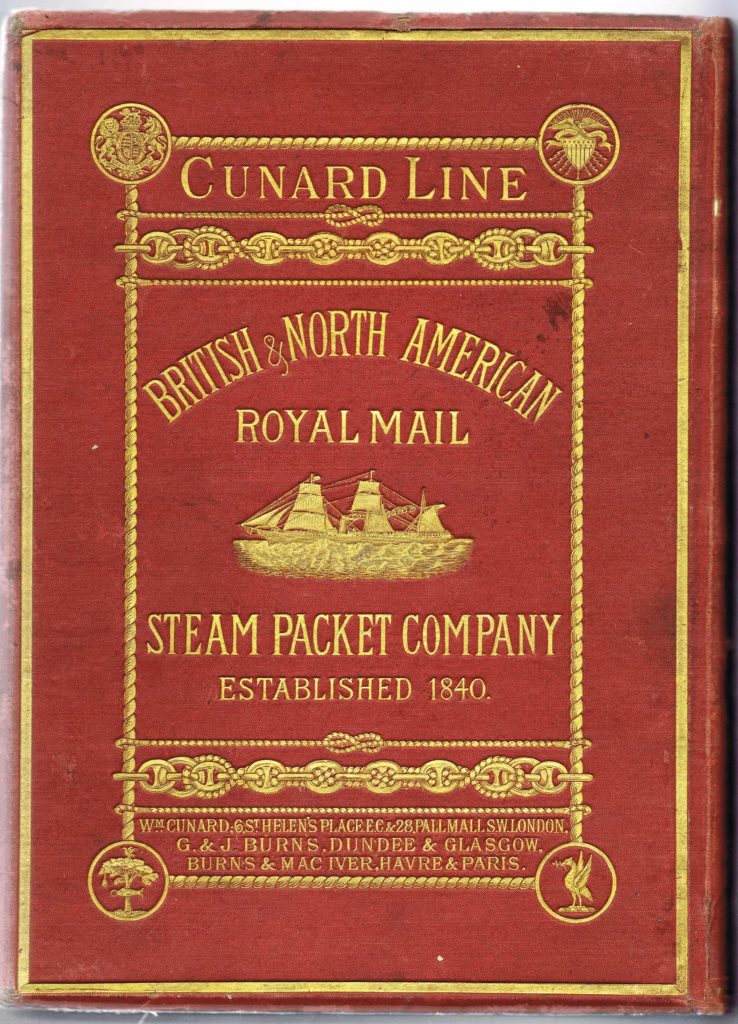 CUNARD LINE
BRITISH & NORTH AMERICAN
ROYAL MAIL
STEAM PACKET COMPANY
ESTABLISHED 1840.
WM CUNARD, 6, ST HELEN'S PLACE. E.C. & 28, PALL MALL. S.W. LONDON.
G. & J. BURNS, DUNDEE & GLASGOW.
BURNS & MAC IVER, HAVRE & PARIS.